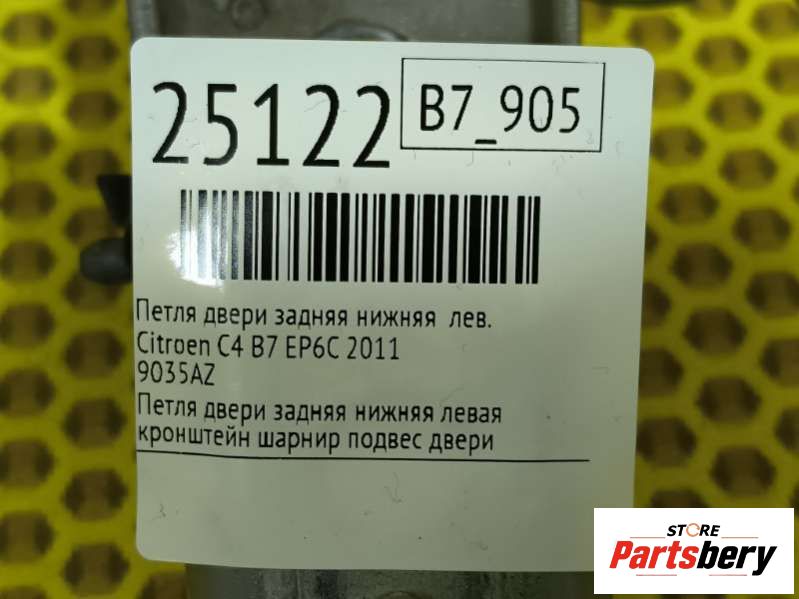 25122
B7_905
Петля двери задняя нижняя лев.
Citroen C4 B7 EP6C 2011
9035AZ
Петля двери задняя нижняя левая
кронштейн шарнир подвес двери
STORE
Partsbery